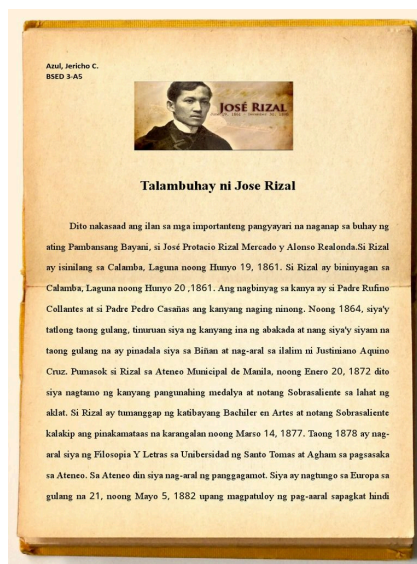 Azul, Jericho C.
BSED 3-A5
JOSÉ RIZAL
Talambuhay ni Jose Rizal
Dito nakasaad ang ilan sa mga importanteng pangyayari na naganap sa buhay ng
ating Pambansang Bayani, si José Protacio Rizal Mercado y Alonso Realonda.Si Rizal
ay isinilang sa Calamba, Laguna noong Hunyo 19, 1861. Si Rizal ay bininyagan sa
Calamba, Laguna noong Hunyo 20 ,1861. Ang nagbinyag sa kanya ay si Padre Rufino
Collantes at si Padre Pedro Casañas ang kanyang naging ninong. Noong 1864, siya'y
tatlong taong gulang, tinuruan siya ng kanyang ina ng abakada at nang siya'y siyam na
taong gulang na ay pinadala siya sa Biñan at nag-aral sa ilalim ni Justiniano Aquino
Cruz. Pumasok si Rizal sa Ateneo Municipal de Manila, noong Enero 20, 1872 dito
siya nagtamo ng kanyang pangunahing medalya at notang Sobrasaliente sa lahat ng
aklat. Si Rizal ay tumanggap ng katibayang Bachiler en Artes at notang Sobrasaliente
kalakip ang pinakamataas na karangalan noong Marso 14, 1877. Taong 1878 ay nag-
aral siya ng Filosopia Y Letras sa Unibersidad ng Santo Tomas at Agham sa pagsasaka
sa Ateneo. Sa Ateneo din siya nag-aral ng panggagamot. Siya ay nagtungo sa Europa sa
gulang na 21, noong Mayo 5, 1882 upang magpatuloy ng pag-aaral sapagkat hindi